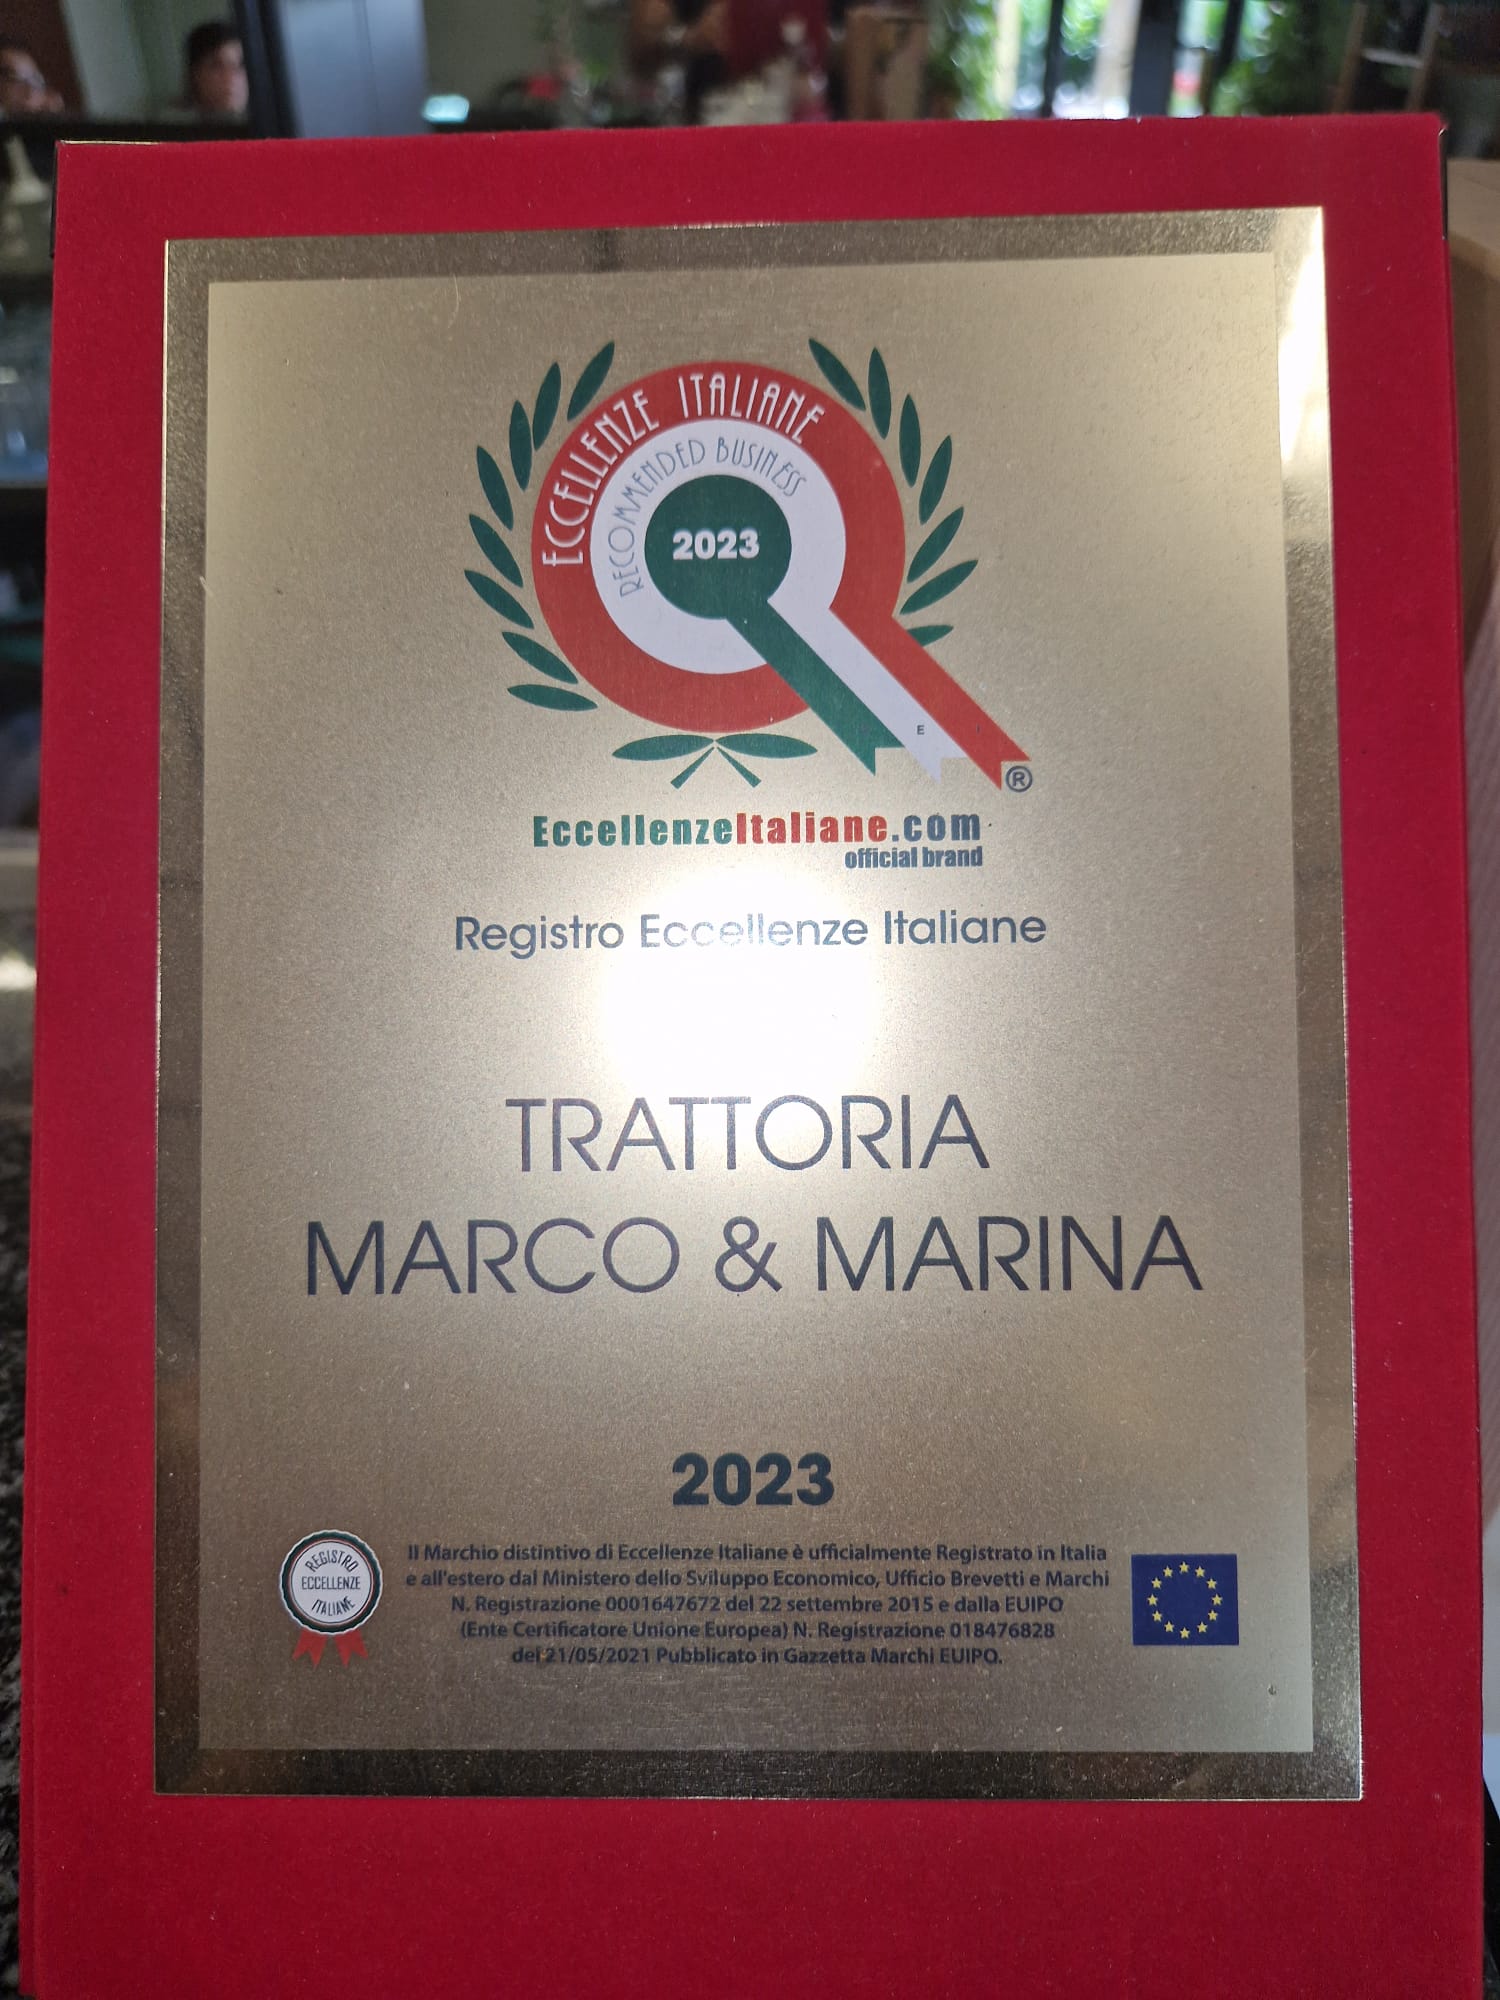 ECCELLENZE ITALIANE
RECOMMENDED BUSINESS
2023
E
®
EccellenzeItaliane.com
official brand
Registro Eccellenze Italiane
TRATTORIA
MARCO & MARINA
2023
REGISTRO
ECCELLENZE
ITALIANE
Il Marchio distintivo di Eccellenze Italiane è ufficialmente Registrato in Italia
e all'estero dal Ministero dello Sviluppo Economico, Ufficio Brevetti e Marchi
N. Registrazione 0001647672 del 22 settembre 2015 e dalla EUIPO
(Ente Certificatore Unione Europea) N. Registrazione 018476828
del 21/05/2021 Pubblicato in Gazzetta Marchi EUIPO.